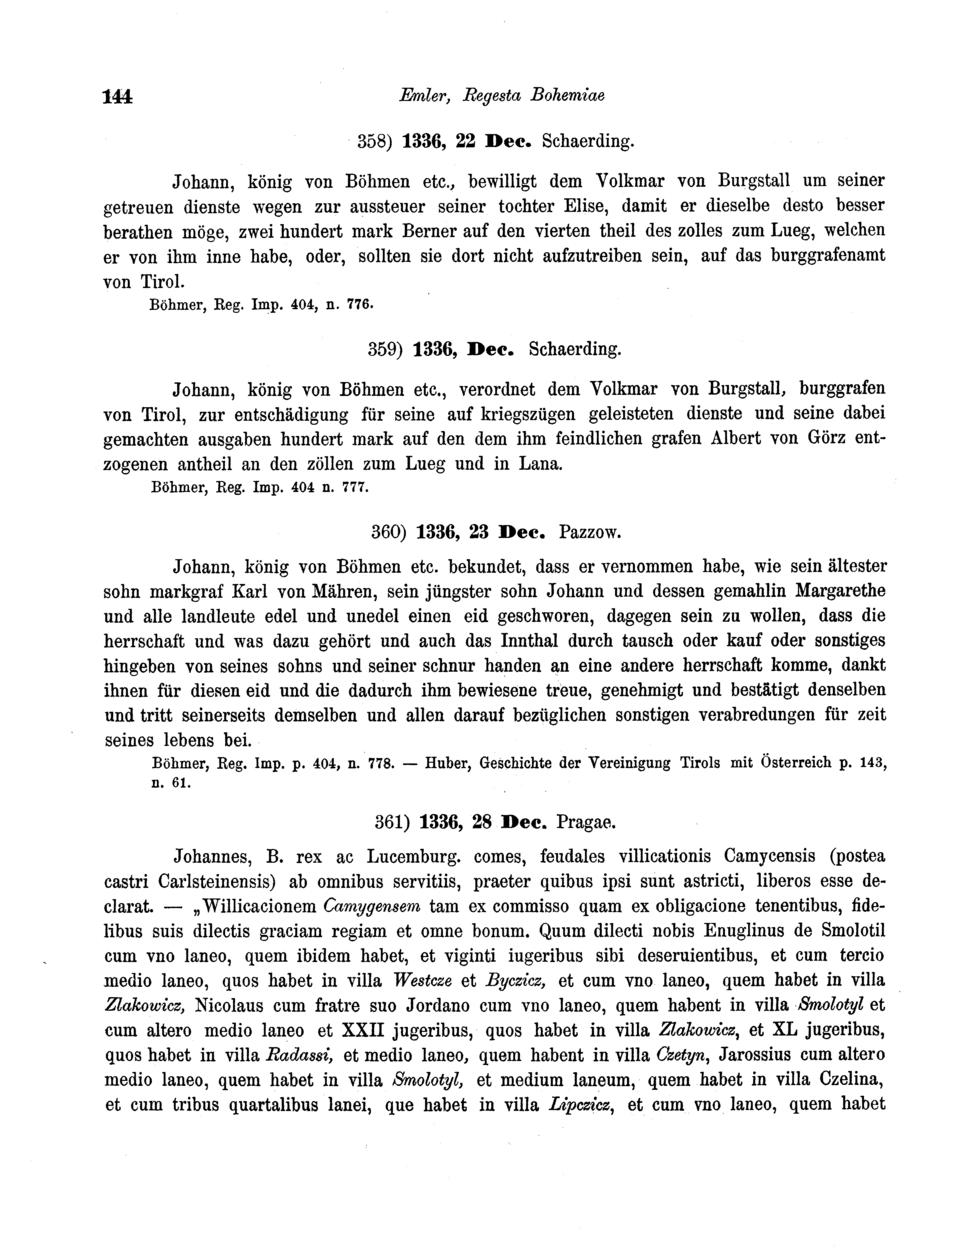 144 Emler, Regesta Bohemiae
358) 1336, 22 Dec. Schaerding.
Johann, könig von Böhmen etc., bewilligt dem Volkmar von Burgstall um seiner
getreuen dienste wegen zur aussteuer seiner tochter Elise, damit er dieselbe desto besser
berathen möge, zwei hundert mark Berner auf den vierten theil des zolles zum Lueg, welchen
er von ihm inne habe, oder, sollten sie dort nicht aufzutreiben sein, auf das burggrafenamt
von Tirol.
Böhmer, Reg. Imp. 404, n. 776.
359) 1336, Dec. Schaerding.
Johann, könig von Böhmen etc., verordnet dem Volkmar von Burgstall, burggrafen
von Tirol, zur entschädigung für seine auf kriegszügen geleisteten dienste und seine dabei
gemachten ausgaben hundert mark auf den dem ihm feindlichen grafen Albert von Görz ent-
zogenen antheil an den zöllen zum Lueg und in Lana.
Böhmer, Reg. Imp. 404 n. 777.
360) 1336, 23 Dec. Pazzow.
Johann, könig von Böhmen etc. bekundet, dass er vernommen habe, wie sein ältester
sohn markgraf Karl von Mähren, sein jüngster sohn Johann und dessen gemahlin Margarethe
und alle landleute edel und unedel einen eid geschworen, dagegen sein zu wollen, dass die
herrschaft und was dazu gehört und auch das Innthal durch tausch oder kauf oder sonstiges
hingeben von seines sohns und seiner schnur handen an eine andere herrschaft komme, dankt
ihnen für diesen eid und die dadurch ihm bewiesene treue, genehmigt und bestätigt denselben
und tritt seinerseits demselben und allen darauf bezüglichen sonstigen verabredungen für zeit
seines lebens bei.
Böhmer, Reg. Imp. p. 404, n. 778. — Huber, Geschichte der Vereinigung Tirols mit Österreich p. 143,
n. 61.
361) 1336, 28 Dec. Pragae.
Johannes, B. rex ac Lucemburg. comes, feudales villicationis Camycensis (postea
castri Carlsteinensis) ab omnibus servitiis, praeter quibus ipsi sunt astricti, liberos esse de-
clarat. — „Willicacionem Camygensem tam ex commisso quam ex obligacione tenentibus, fide-
libus suis dilectis graciam regiam et omne bonum. Quum dilecti nobis Enuglinus de Smolotil
cum vno laneo, quem ibidem habet, et viginti iugeribus sibi deseruientibus, et cum tercio
medio laneo, quos habet in villa Westcze et Byczicz, et cum vno laneo, quem habet in villa
Zlakowicz, Nicolaus cum fratre suo Jordano cum vno laneo, quem habent in villa Smolotyl et
cum altero medio laneo et XXII jugeribus, quos habet in villa Zlakowicz, et XL jugeribus,
quos habet in villa Radassi, et medio laneo, quem habent in villa Czetyn, Jarossius cum altero
medio laneo, quem habet in villa Smolotyl, et medium laneum, quem habet in villa Czelina,
et cum tribus quartalibus lanei, que habet in villa Lipczicz, et cum vno laneo, quem habet